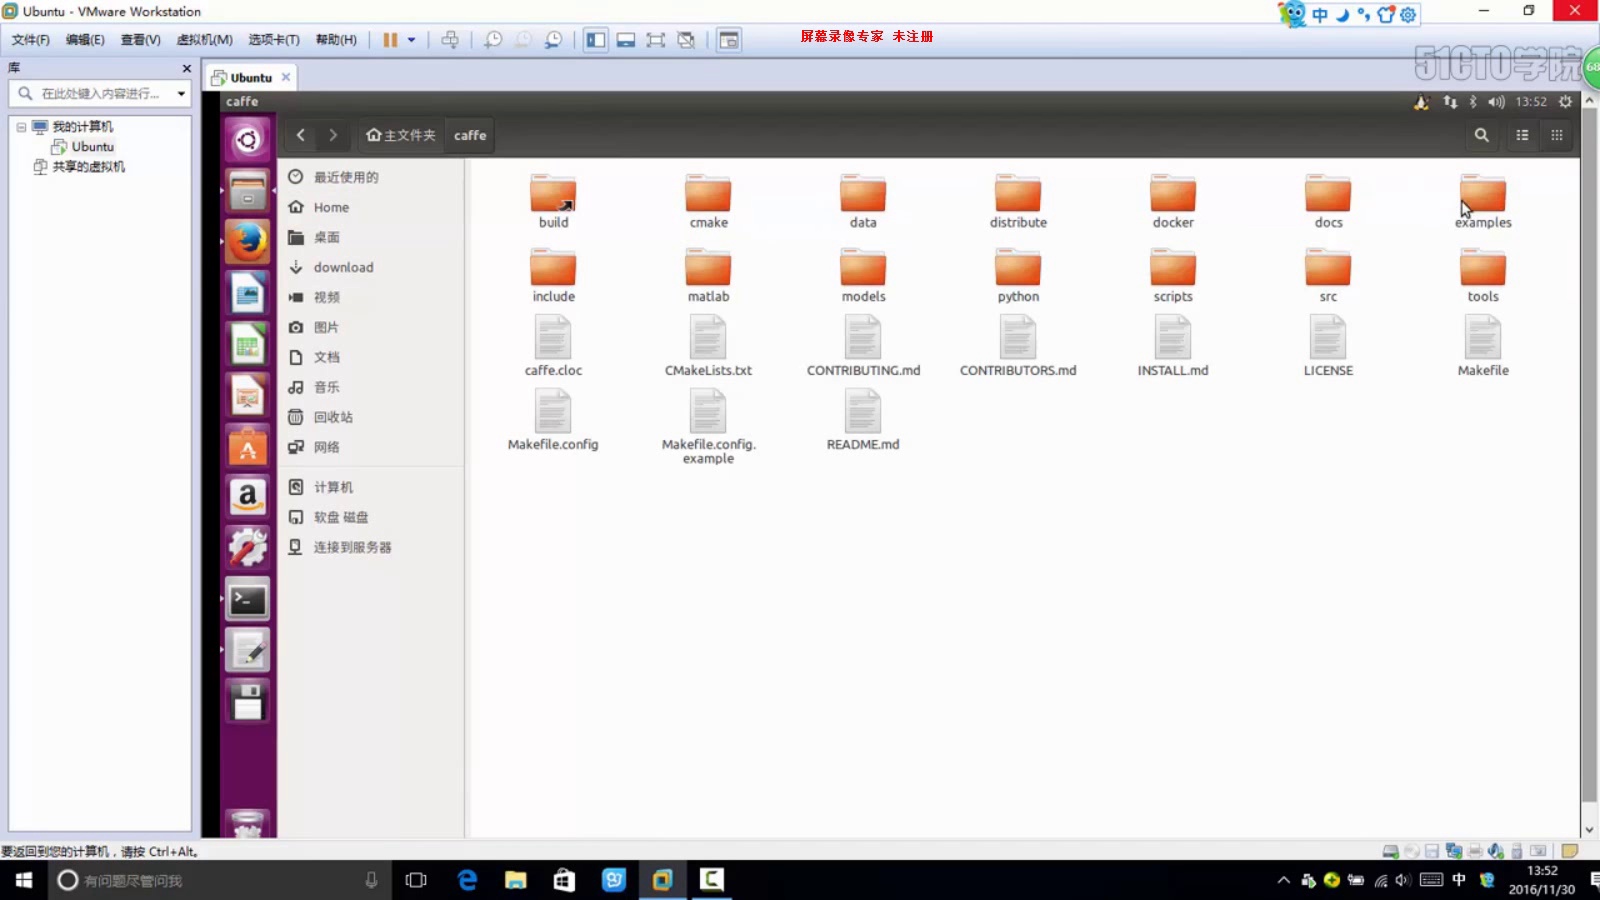 Ubuntu - VMware Workstation
中
文件(F) 编辑(E) 查看(V) 虚拟机(M) 选项卡(T) 帮助(H)
屏幕录像专家 未注册
51CTO学院
68
库
Ubuntu
在此处键入内容进行...
caffe
13:52
我的计算机
Ubuntu
共享的虚拟机
主文件夹
caffe
最近使用的
Home
桌面
download
视频
图片
文档
音乐
回收站
网络
计算机
软盘 磁盘
连接到服务器
build
cmake
data
distribute
docker
docs
examples
include
matlab
models
python
scripts
src
tools
caffe.cloc
CMakeLists.txt
CONTRIBUTING.md
CONTRIBUTORS.md
INSTALL.md
LICENSE
Makefile
Makefile.config
Makefile.config.
example
README.md
要返回到您的计算机，请按 Ctrl+Alt。
有问题尽管问我
中
13:52
2016/11/30